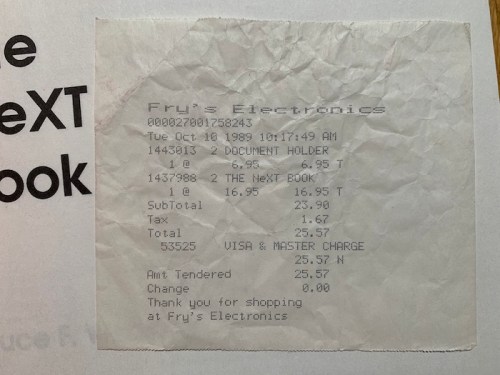 eXT
ook
Fry's Electronics
000027001758243
Tue Oct 10 1989 10:17:49 AM
1443013 2 DOCUMENT HOLDER
1 @ 6.95 6.95 T
1437988 2 THE NeXT BOOK
1 @ 16.95 16.95 T
SubTotal 23.90
Tax 1.67
Total 25.57
53525 VISA & MASTER CHARGE
25.57 N
Amt Tendered 25.57
Change 0.00
Thank you for shopping
at Fry's Electronics
uce F. W